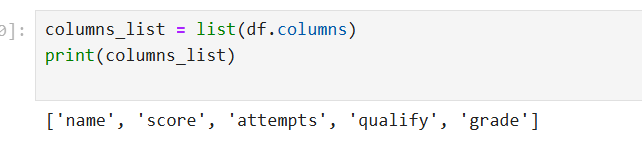 0]:
columns_list = list(df.columns)
print(columns_list)
['name', 'score', 'attempts', 'qualify', 'grade']